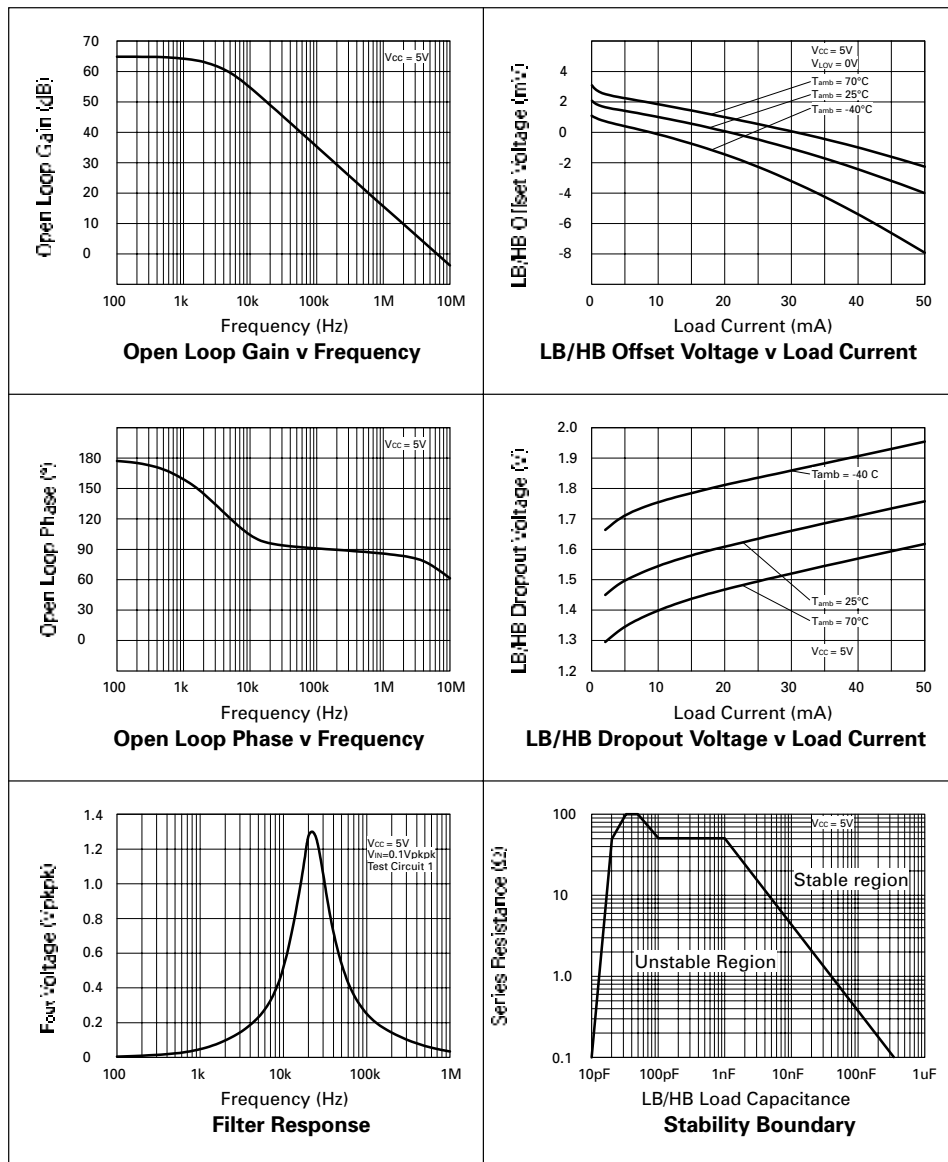 70
60
50
40
30
20
10
0
Open Loop Gain (dB)
Vcc = 5V
100 1k 10k 100k 1M 10M
Frequency (Hz)
Open Loop Gain v Frequency
4
2
0
-2
-4
-6
-8
LB/HB Offset Voltage (mV)
Vcc = 5V
VLOV = 0V
Tamb = 70°C
Tamb = 25°C
Tamb = -40°C
0 10 20 30 40 50
Load Current (mA)
LB/HB Offset Voltage v Load Current
180
150
120
90
60
30
0
Open Loop Phase (°)
Vcc = 5V
100 1k 10k 100k 1M 10M
Frequency (Hz)
Open Loop Phase v Frequency
2.0
1.9
1.8
1.7
1.6
1.5
1.4
1.3
1.2
LB/HB Dropout Voltage (V)
Tamb = -40 C
Tamb = 25°C
Tamb = 70°C
Vcc = 5V
0 10 20 30 40 50
Load Current (mA)
LB/HB Dropout Voltage v Load Current
1.4
1.2
1.0
0.8
0.6
0.4
0.2
0
Fout Voltage (Vpkpk)
Vcc = 5V
VIN=0.1Vpkpk
Test Circuit 1
100 1k 10k 100k 1M
Frequency (Hz)
Filter Response
100
10
1.0
0.1
Series Resistance (Ω)
Vcc = 5V
Stable region
Unstable Region
10pF 100pF 1nF 10nF 100nF 1uF
LB/HB Load Capacitance
Stability Boundary